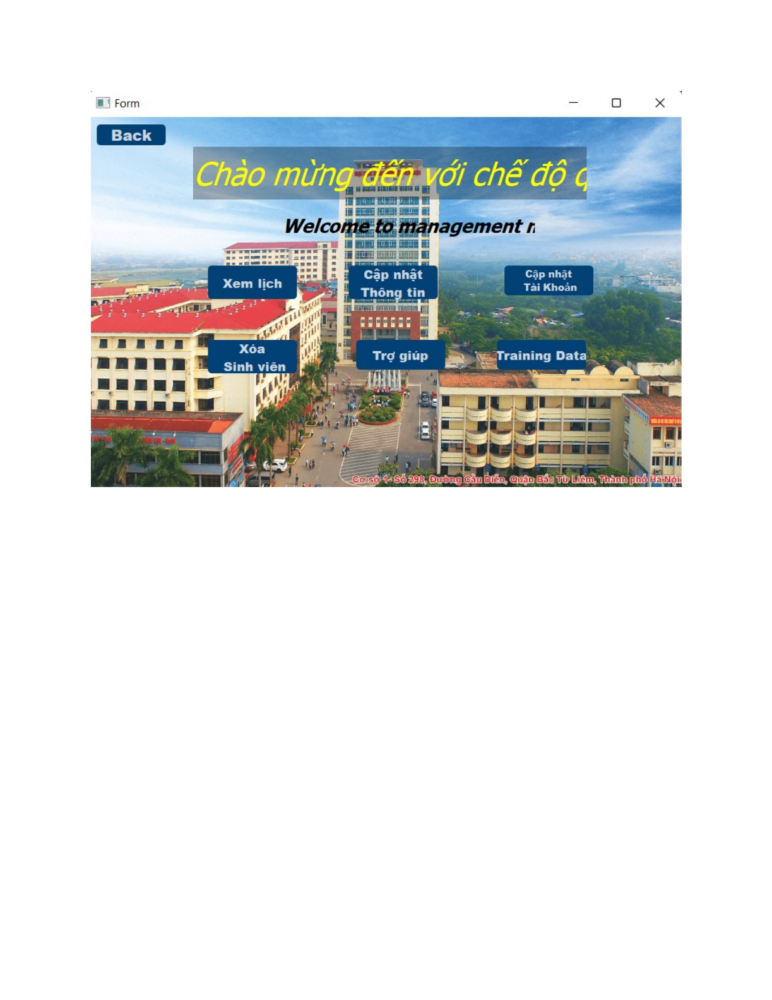 Form
Back
Chào mừng đến với chế độ q
Welcome to management
Xem lịch
Cập nhật
Thông tin
Cập nhật
Tài Khoản
Xóa
Sinh viên
Trợ giúp
Training Data
Cơ sở 1- Số 298, Đường Cầu Diễn, Quận Bắc Từ Liêm, Thành phố Hà Nội